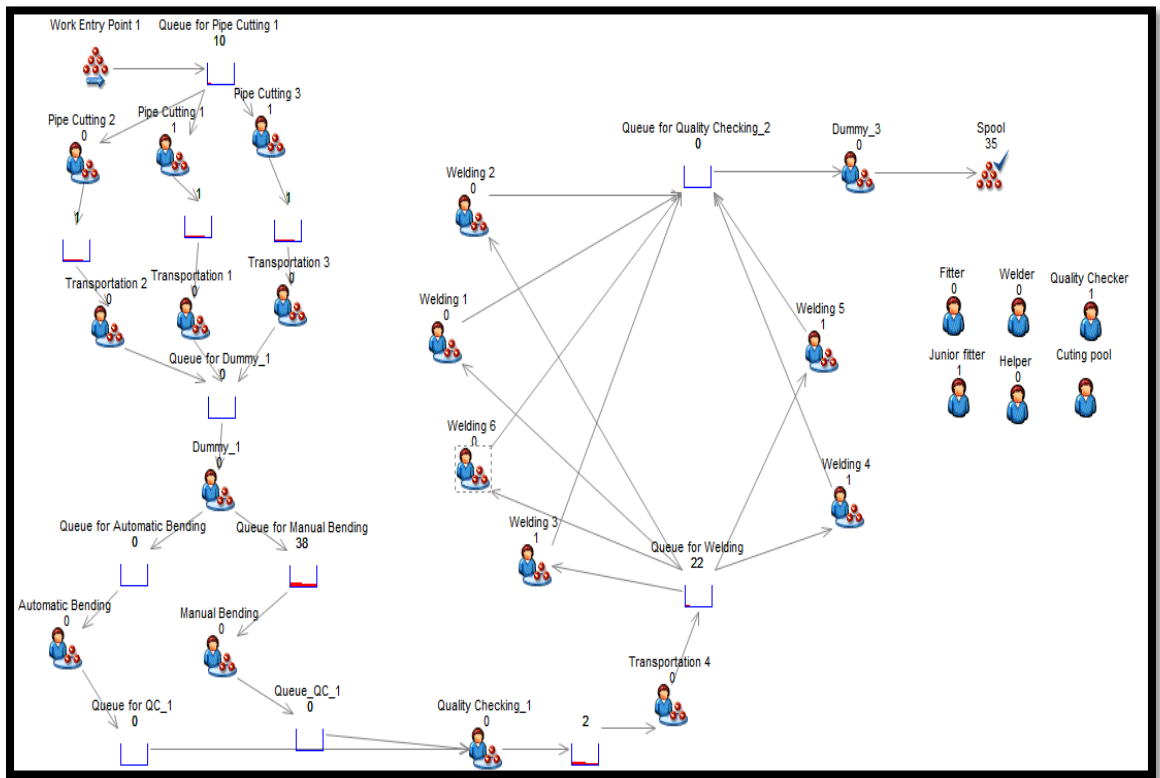 Work Entry Point 1
Queue for Pipe Cutting 1
10
Pipe Cutting 2
0
Pipe Cutting 1
1
Pipe Cutting 3
1
1
1
1
Transportation 2
0
Transportation 1
0
Transportation 3
0
Queue for Dummy_1
0
Dummy_1
0
Queue for Automatic Bending
0
Queue for Manual Bending
38
Automatic Bending
0
Manual Bending
0
Queue for QC_1
0
Queue_QC_1
0
Quality Checking_1
0
2
Transportation 4
0
Queue for Welding
22
Welding 3
1
Welding 6
0
Welding 1
0
Welding 2
0
Welding 4
1
Welding 5
1
Queue for Quality Checking_2
0
Dummy_3
0
Spool
35
Fitter
0
Welder
0
Quality Checker
1
Junior fitter
1
Helper
0
Cuting pool